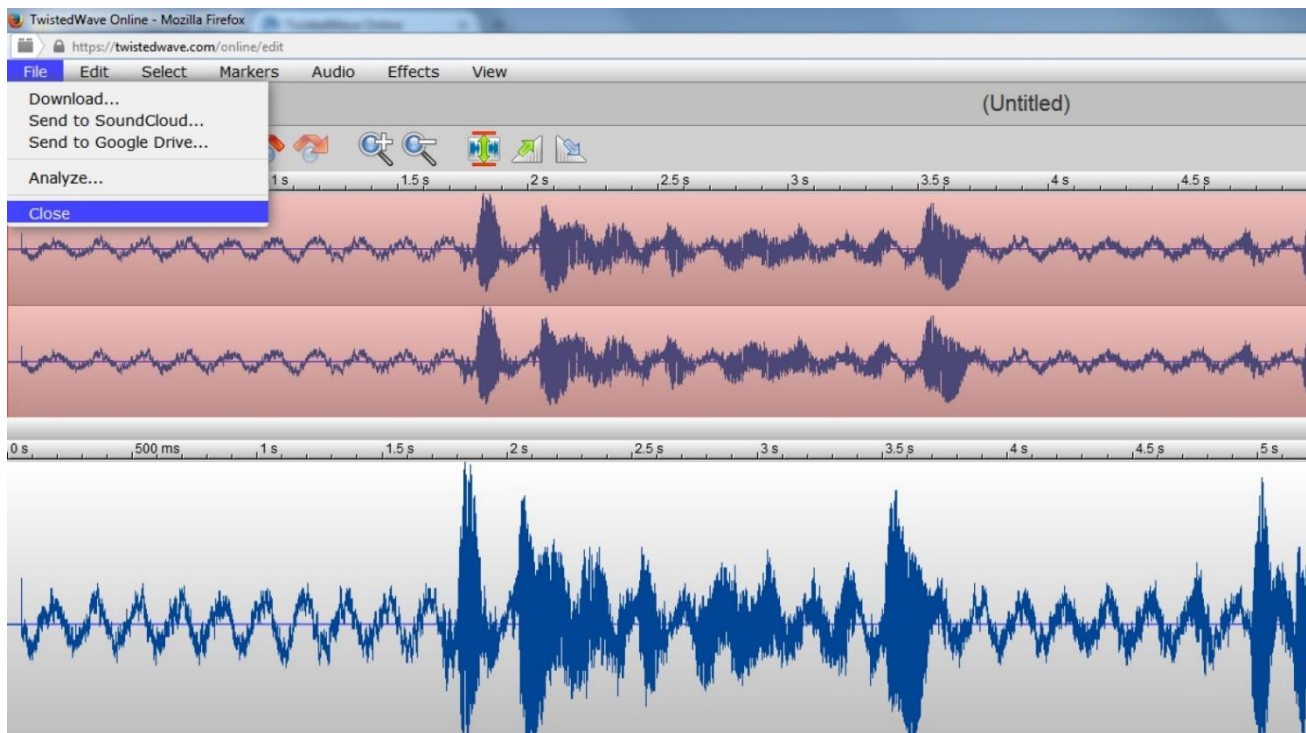 TwistedWave Online - Mozilla Firefox
https://twistedwave.com/online/edit
File Edit Select Markers Audio Effects View
Download...
(Untitled)
Send to SoundCloud...
Send to Google Drive...
Analyze...
1 s 1.5 s 2 s 2.5 s 3 s 3.5 s 4 s 4.5 s
Close
0 s 500 ms 1 s 1.5 s 2 s 2.5 s 3 s 3.5 s 4 s 4.5 s 5 s